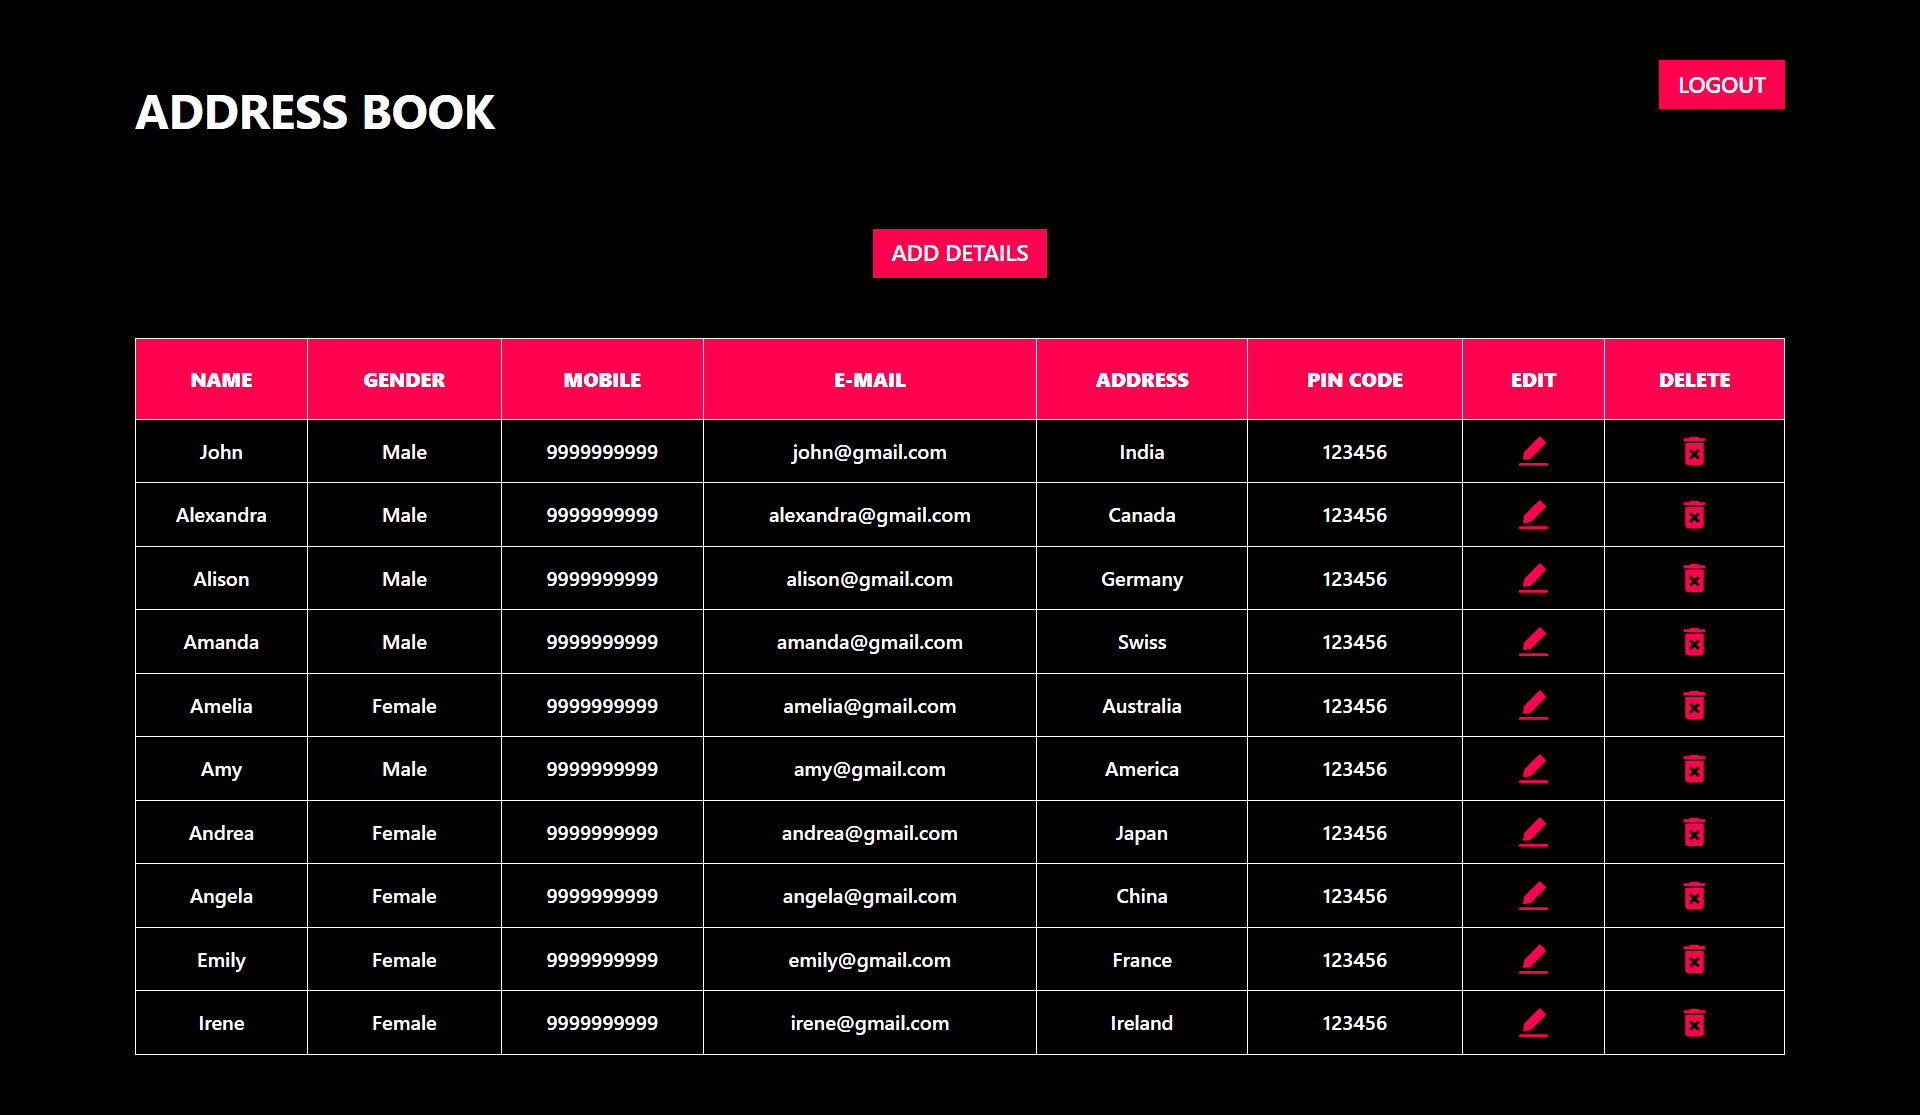 LOGOUT
ADDRESS BOOK
ADD DETAILS
NAME GENDER MOBILE E-MAIL ADDRESS PIN CODE EDIT DELETE
John Male 9999999999 john@gmail.com India 123456
Alexandra Male 9999999999 alexandra@gmail.com Canada 123456
Alison Male 9999999999 alison@gmail.com Germany 123456
Amanda Male 9999999999 amanda@gmail.com Swiss 123456
Amelia Female 9999999999 amelia@gmail.com Australia 123456
Amy Male 9999999999 amy@gmail.com America 123456
Andrea Female 9999999999 andrea@gmail.com Japan 123456
Angela Female 9999999999 angela@gmail.com China 123456
Emily Female 9999999999 emily@gmail.com France 123456
Irene Female 9999999999 irene@gmail.com Ireland 123456